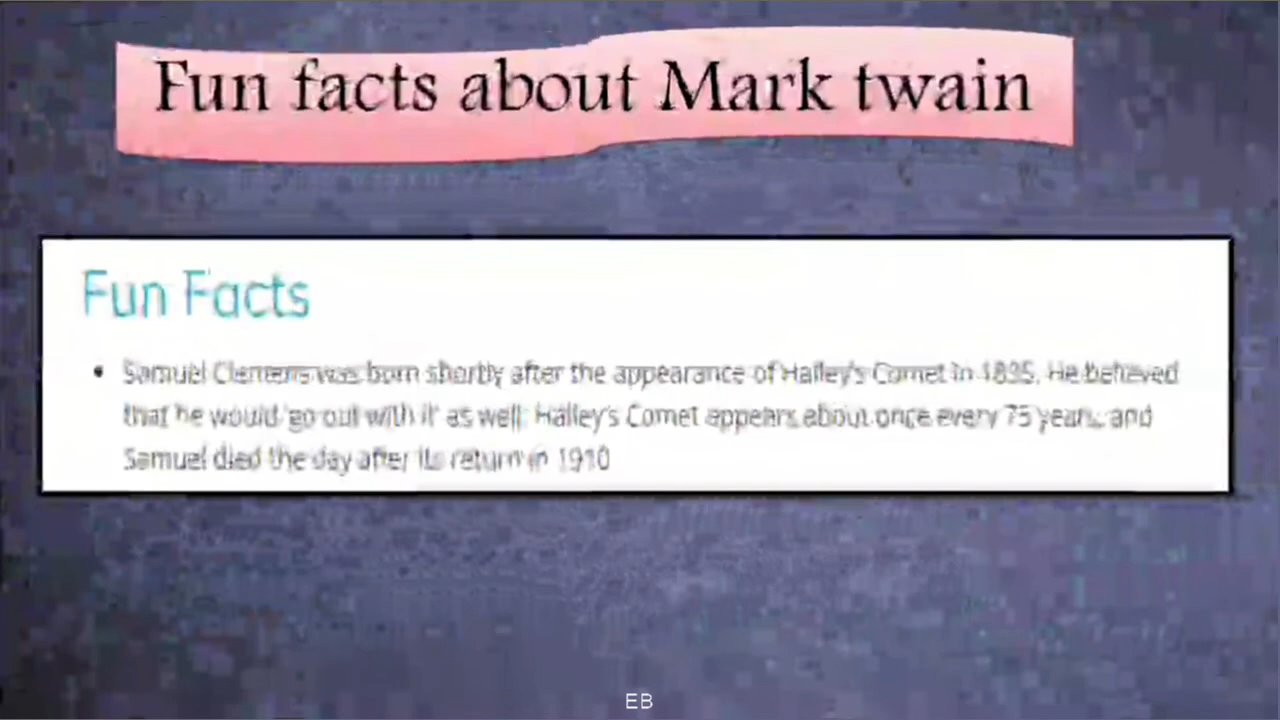 Fun facts about Mark twain
Fun Facts
• Samuel Clemens was born shortly after the appearance of Halley's Comet in 1835. He believed
that he would 'go out with it' as well; Halley's Comet appears about once every 75 years, and
Samuel died the day after its return in 1910
EB